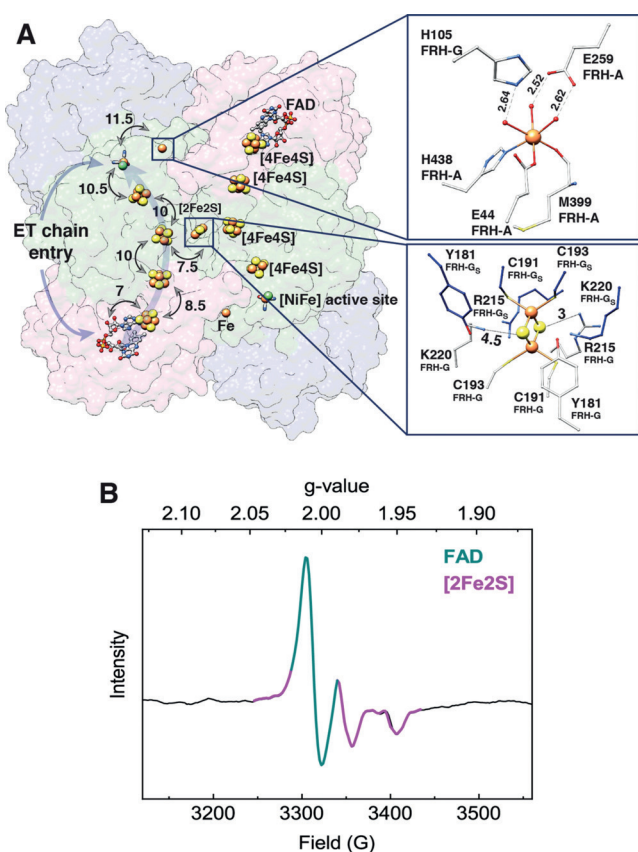 A
H105
FRH-G
E259
FRH-A
2.52
2.64
2.62
H438
FRH-A
E44
FRH-A
M399
FRH-A
11.5
FAD
[4Fe4S]
[4Fe4S]
10.5
10
[2Fe2S]
ET chain
entry
[4Fe4S]
10
7.5
[4Fe4S]
7
8.5
[NiFe] active site
Fe
Y181
FRH-GS
C191
FRH-GS
C193
FRH-GS
R215
FRH-GS
K220
FRH-GS
3
4.5
K220
FRH-G
R215
FRH-G
C193
FRH-G
C191
FRH-G
Y181
FRH-G
B
g-value
2.10 2.05 2.00 1.95 1.90
FAD
[2Fe2S]
Intensity
3200 3300 3400 3500
Field (G)